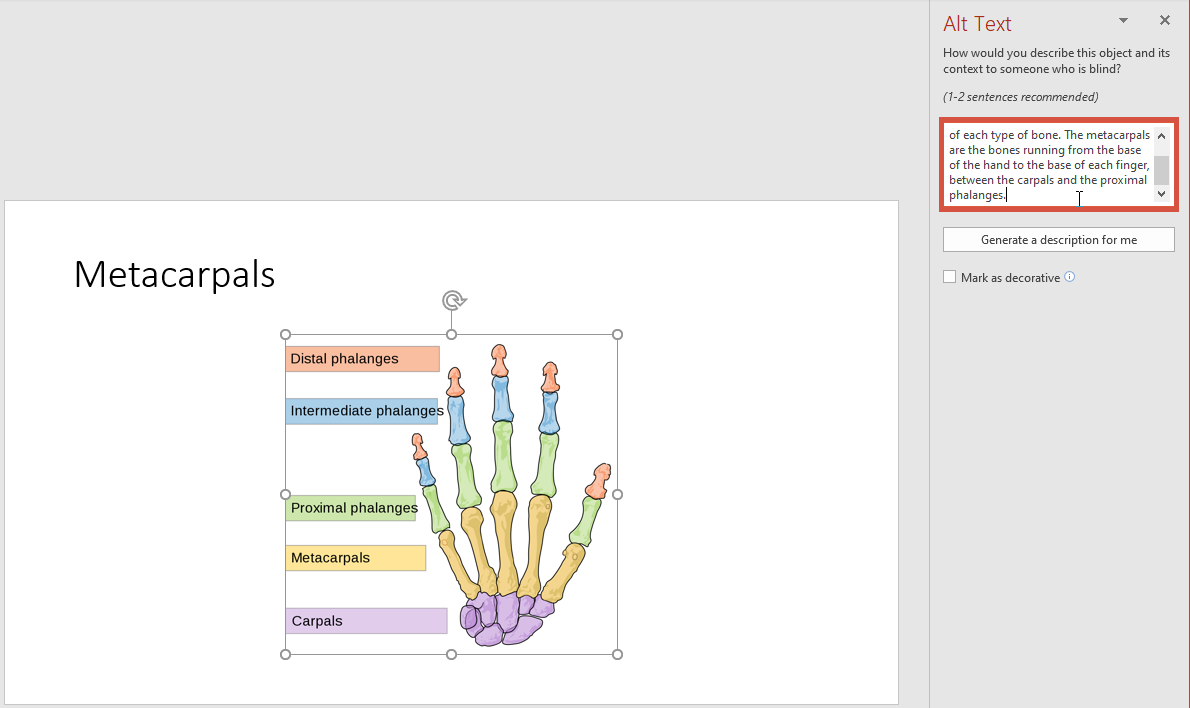 Alt Text
How would you describe this object and its
context to someone who is blind?
(1-2 sentences recommended)
of each type of bone. The metacarpals
are the bones running from the base
of the hand to the base of each finger,
between the carpals and the proximal
phalanges.
Generate a description for me
Mark as decorative
Metacarpals
Distal phalanges
Intermediate phalanges
Proximal phalanges
Metacarpals
Carpals